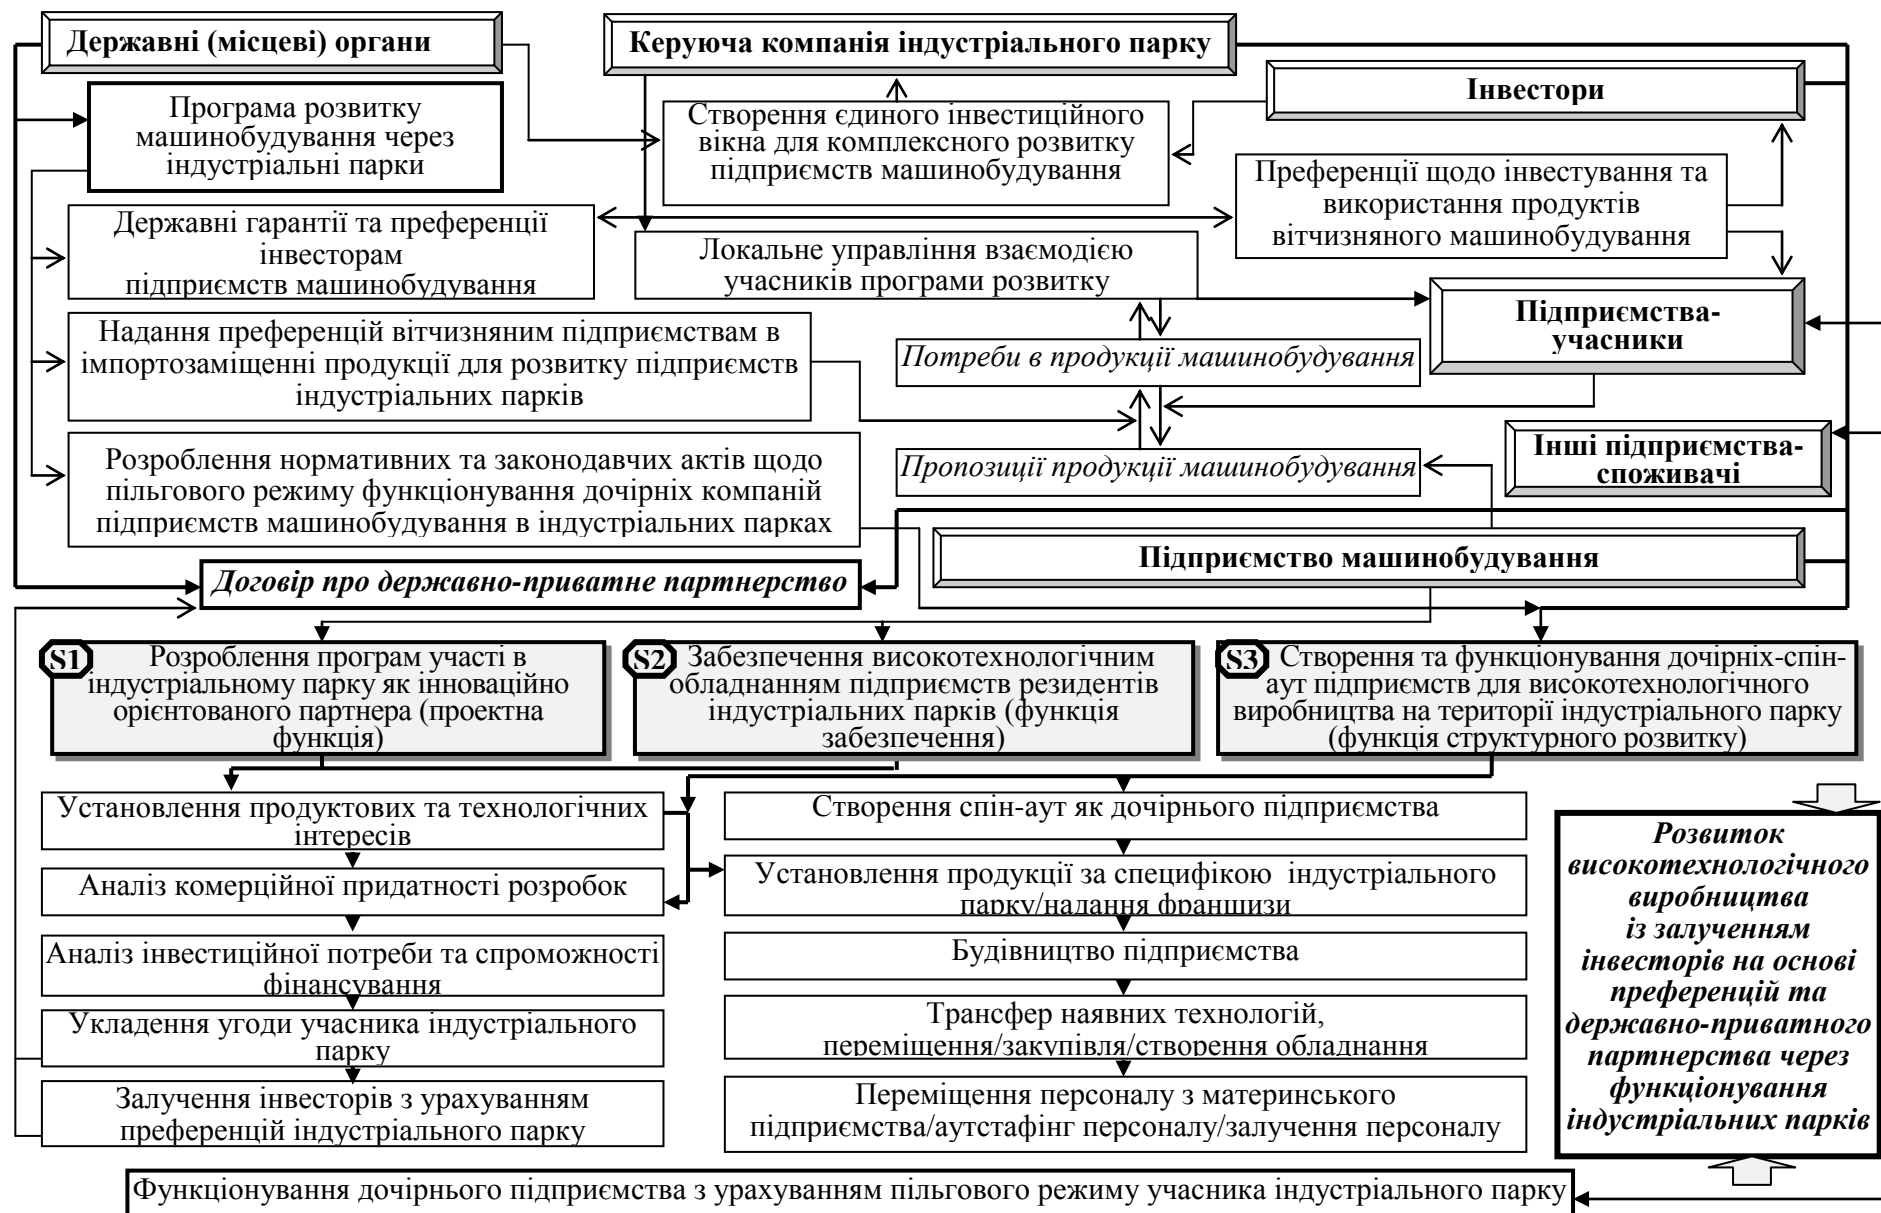 Державні (місцеві) органи
Керуюча компанія індустріального парку
Інвестори
Програма розвитку
машинобудування через
індустріальні парки
Створення єдиного інвестиційного
вікна для комплексного розвитку
підприємств машинобудування
Преференції щодо інвестування та
використання продуктів
вітчизняного машинобудування
Державні гарантії та преференції
інвесторам
підприємств машинобудування
Локальне управління взаємодією
учасників програми розвитку
Підприємства-
учасники
Надання преференцій вітчизняним підприємствам в
імпортозаміщенні продукції для розвитку підприємств
індустріальних парків
Потреби в продукції машинобудування
Інші підприємства-
споживачі
Розроблення нормативних та законодавчих актів щодо
пільгового режиму функціонування дочірніх компаній
підприємств машинобудування в індустріальних парках
Пропозиції продукції машинобудування
Підприємство машинобудування
Договір про державно-приватне партнерство
S1 Розроблення програм участі в
індустріальному парку як інноваційно
орієнтованого партнера (проектна
функція)
S2 Забезпечення високотехнологічним
обладнанням підприємств резидентів
індустріальних парків (функція
забезпечення)
S3 Створення та функціонування дочірніх-спін-
аут підприємств для високотехнологічного
виробництва на території індустріального парку
(функція структурного розвитку)
Установлення продуктових та технологічних
інтересів
Аналіз комерційної придатності розробок
Аналіз інвестиційної потреби та спроможності
фінансування
Укладення угоди учасника індустріального
парку
Залучення інвесторів з урахуванням
преференцій індустріального парку
Створення спін-аут як дочірнього підприємства
Установлення продукції за специфікою індустріального
парку/надання франшизи
Будівництво підприємства
Трансфер наявних технологій,
переміщення/закупівля/створення обладнання
Переміщення персоналу з материнського
підприємства/аутстафінг персоналу/залучення персоналу
Розвиток
високотехнологічного
виробництва
із залученням
інвесторів на основі
преференцій та
державно-приватного
партнерства через
функціонування
індустріальних парків
Функціонування дочірнього підприємства з урахуванням пільгового режиму учасника індустріального парку